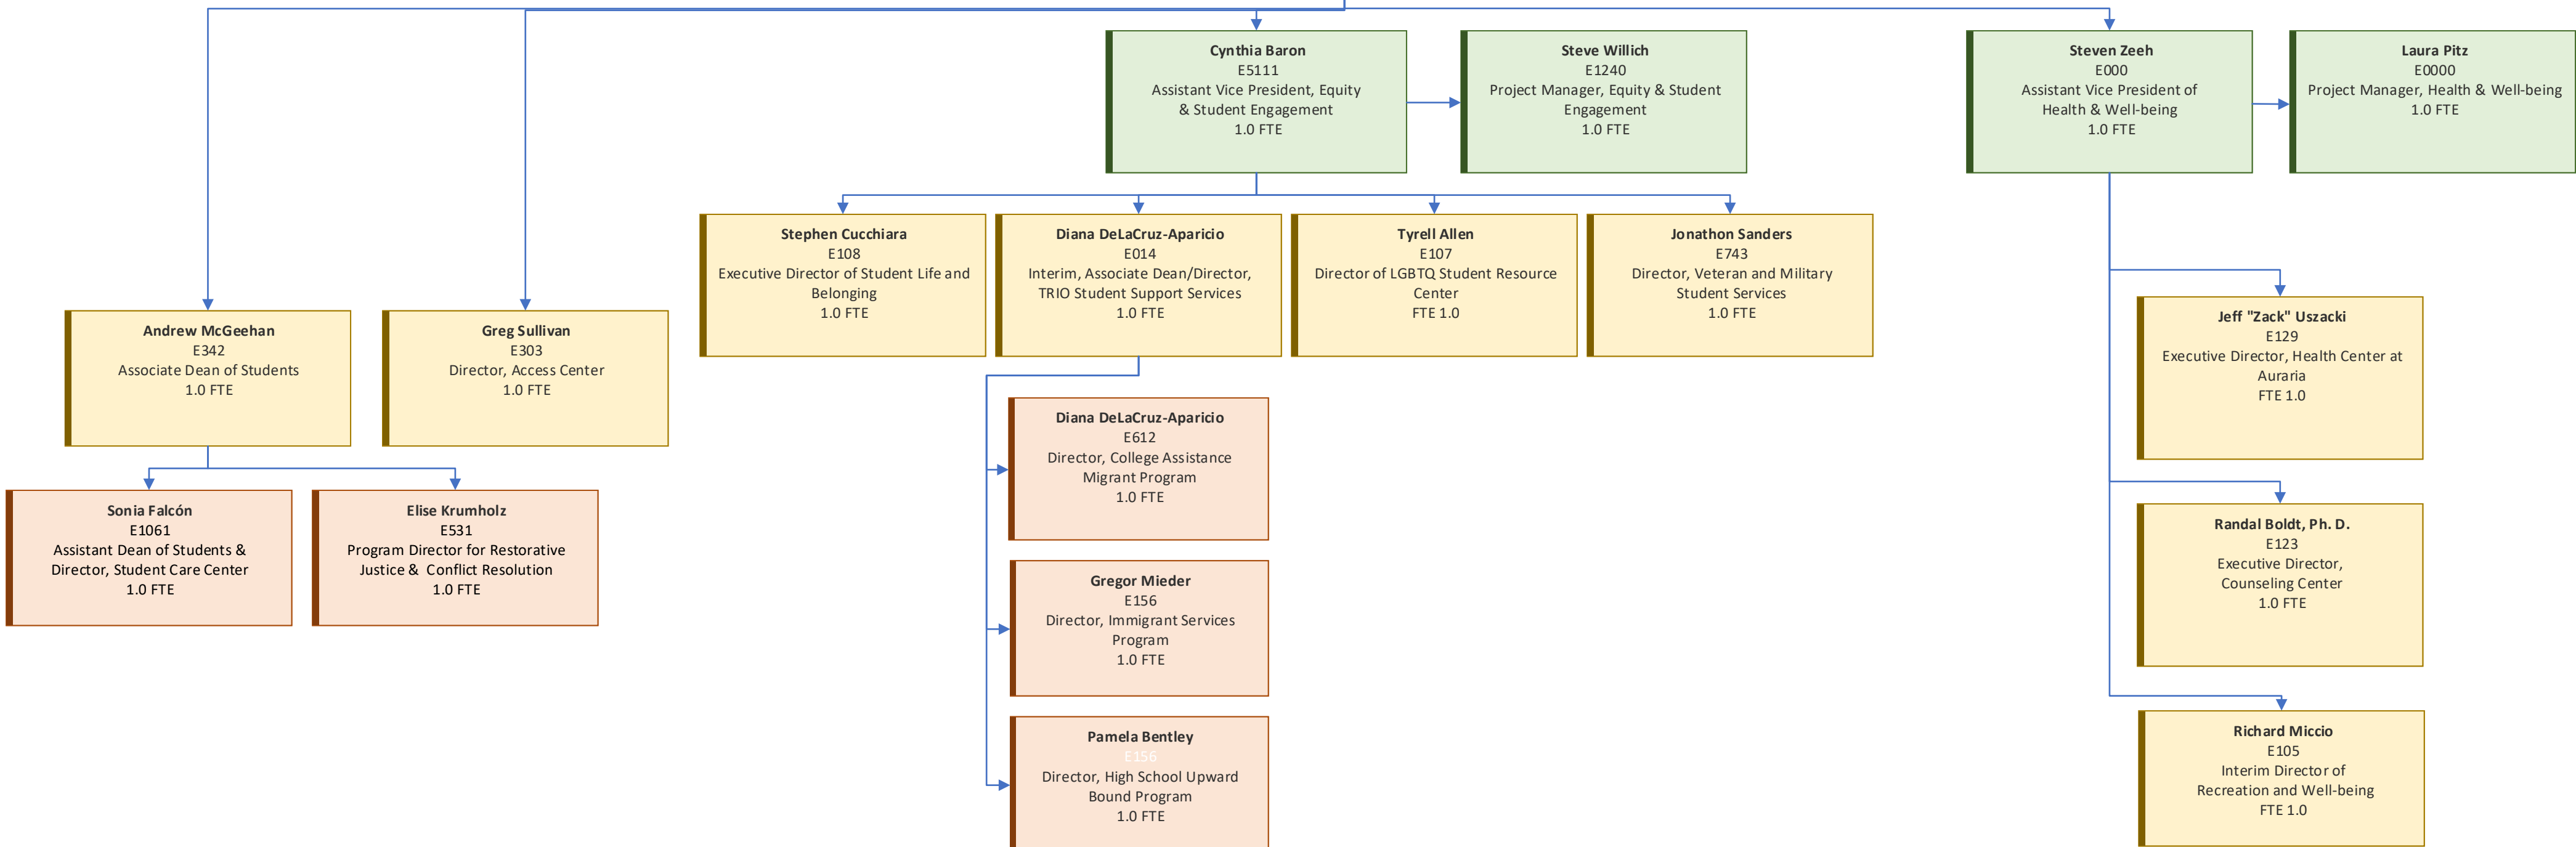 Cynthia Baron
E5111
Assistant Vice President, Equity
& Student Engagement
1.0 FTE
Steve Willich
E1240
Project Manager, Equity & Student
Engagement
1.0 FTE
Steven Zeeh
E000
Assistant Vice President of
Health & Well-being
1.0 FTE
Laura Pitz
E0000
Project Manager, Health & Well-being
1.0 FTE
Stephen Cucchiara
E108
Executive Director of Student Life and
Belonging
1.0 FTE
Diana DeLaCruz-Aparicio
E014
Interim, Associate Dean/Director,
TRIO Student Support Services
1.0 FTE
Tyrell Allen
E107
Director of LGBTQ Student Resource
Center
FTE 1.0
Jonathon Sanders
E743
Director, Veteran and Military
Student Services
1.0 FTE
Andrew McGeehan
E342
Associate Dean of Students
1.0 FTE
Greg Sullivan
E303
Director, Access Center
1.0 FTE
Jeff "Zack" Uszacki
E129
Executive Director, Health Center at
Auraria
FTE 1.0
Diana DeLaCruz-Aparicio
E612
Director, College Assistance
Migrant Program
1.0 FTE
Sonia Falcón
E1061
Assistant Dean of Students &
Director, Student Care Center
1.0 FTE
Elise Krumholz
E531
Program Director for Restorative
Justice & Conflict Resolution
1.0 FTE
Randal Boldt, Ph. D.
E123
Executive Director,
Counseling Center
1.0 FTE
Gregor Mieder
E156
Director, Immigrant Services
Program
1.0 FTE
Pamela Bentley
E156
Director, High School Upward
Bound Program
1.0 FTE
Richard Miccio
E105
Interim Director of
Recreation and Well-being
FTE 1.0